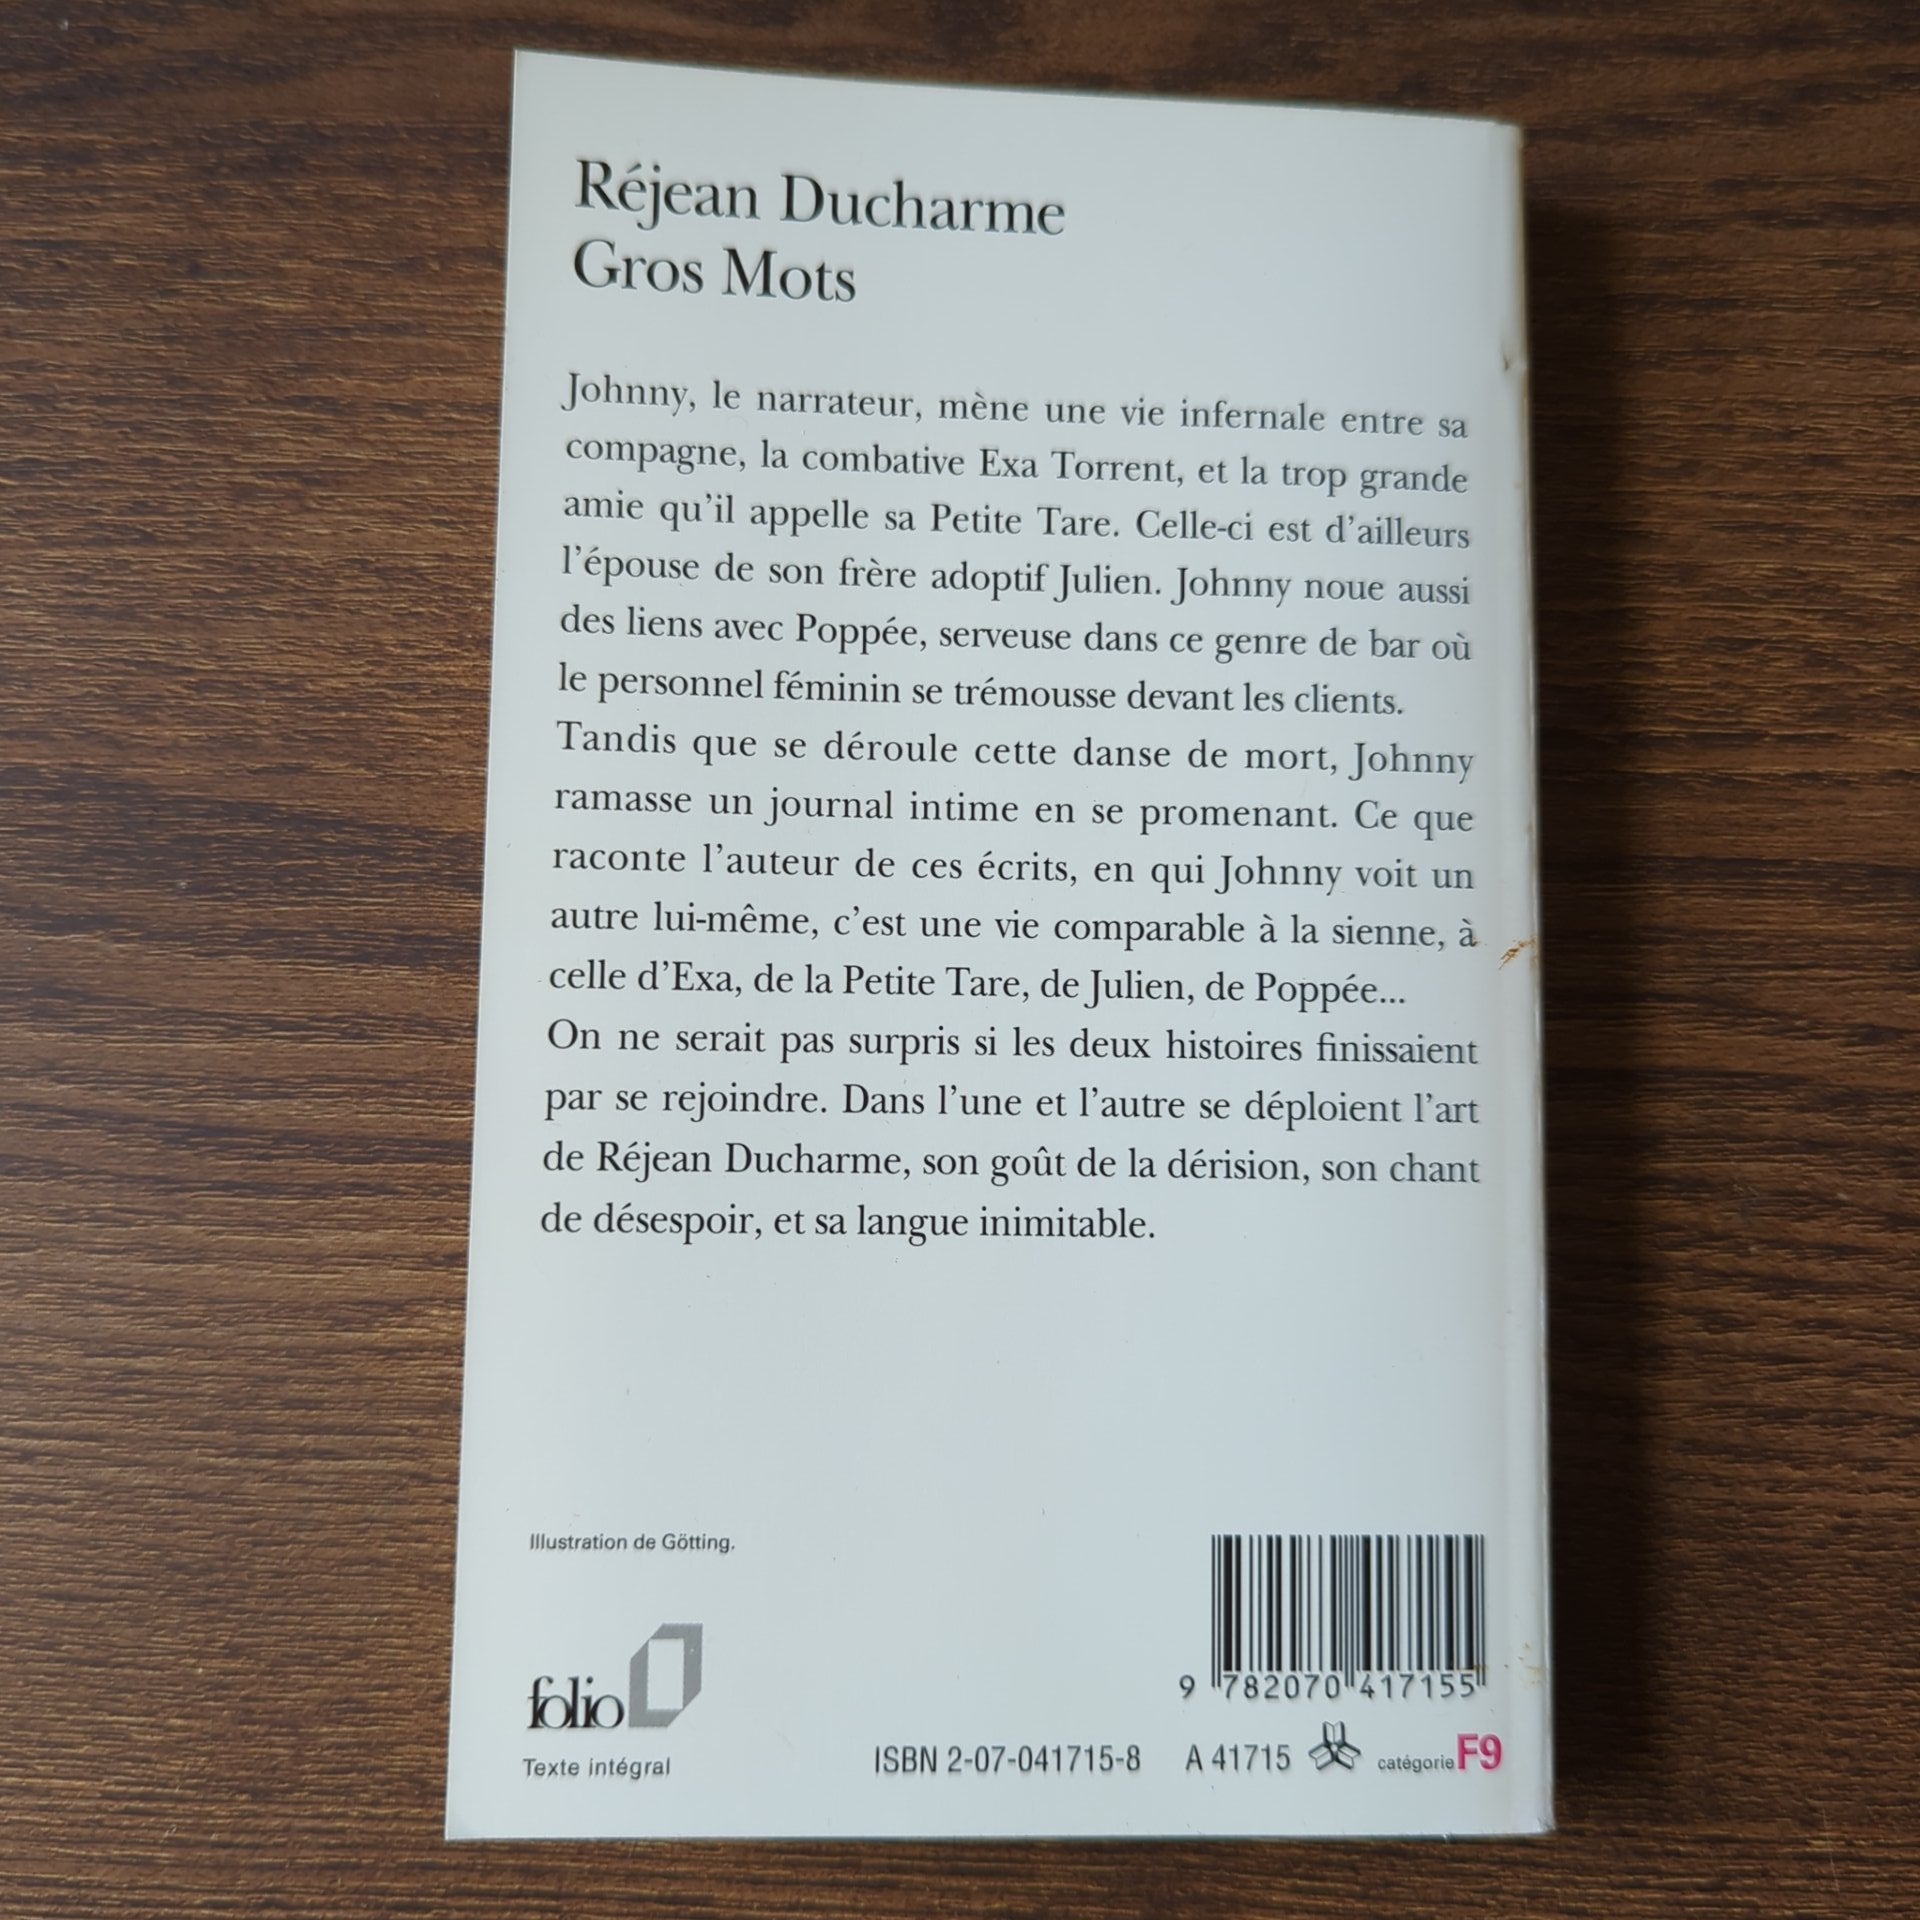 Réjean Ducharme
Gros Mots
Johnny, le narrateur, mène une vie infernale entre sa
compagne, la combative Exa Torrent, et la trop grande
amie qu'il appelle sa Petite Tare. Celle-ci est d'ailleurs
l'épouse de son frère adoptif Julien. Johnny noue aussi
des liens avec Poppée, serveuse dans ce genre de bar où
le personnel féminin se trémousse devant les clients.
Tandis que se déroule cette danse de mort, Johnny
ramasse un journal intime en se promenant. Ce que
raconte l'auteur de ces écrits, en qui Johnny voit un
autre lui-même, c'est une vie comparable à la sienne, à
celle d'Exa, de la Petite Tare, de Julien, de Poppée...
On ne serait pas surpris si les deux histoires finissaient
par se rejoindre. Dans l'une et l'autre se déploient l'art
de Réjean Ducharme, son goût de la dérision, son chant
de désespoir, et sa langue inimitable.
Illustration de Götting.
folio
Texte intégral
9 782070 417155
ISBN 2-07-041715-8 A 41715 catégorie F9